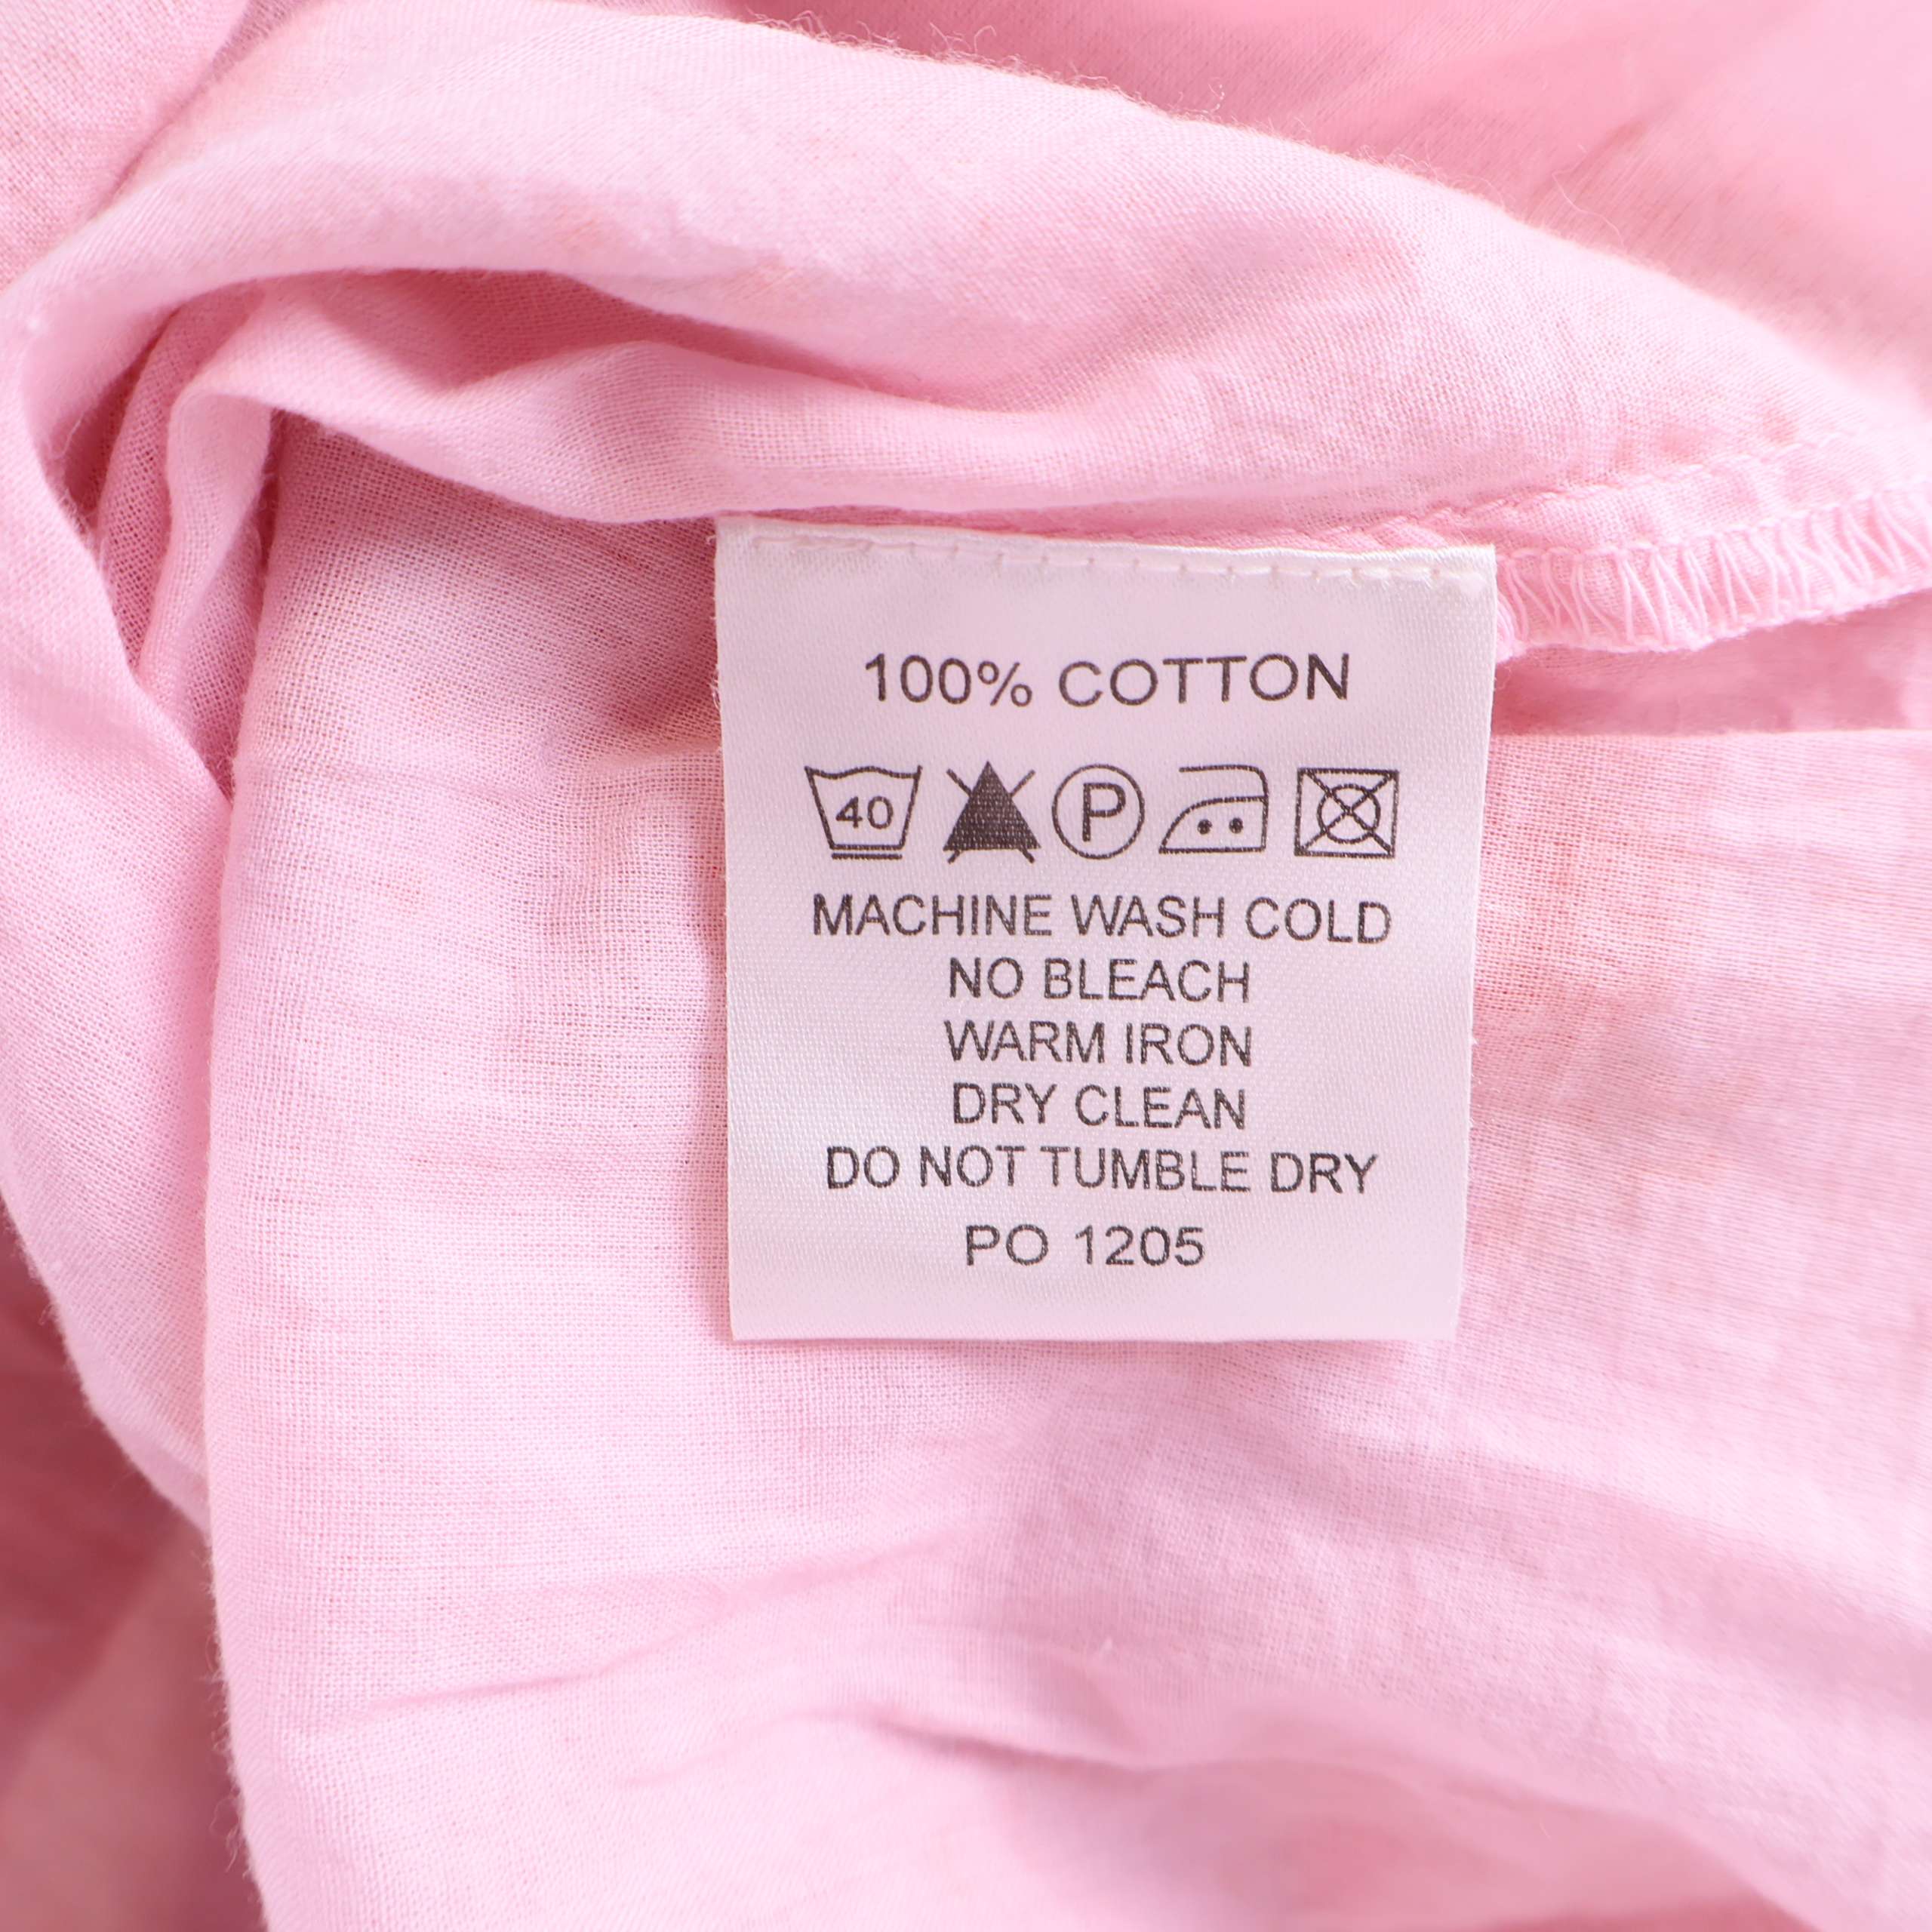 100% COTTON
40 P
MACHINE WASH COLD
NO BLEACH
WARM IRON
DRY CLEAN
DO NOT TUMBLE DRY
PO 1205